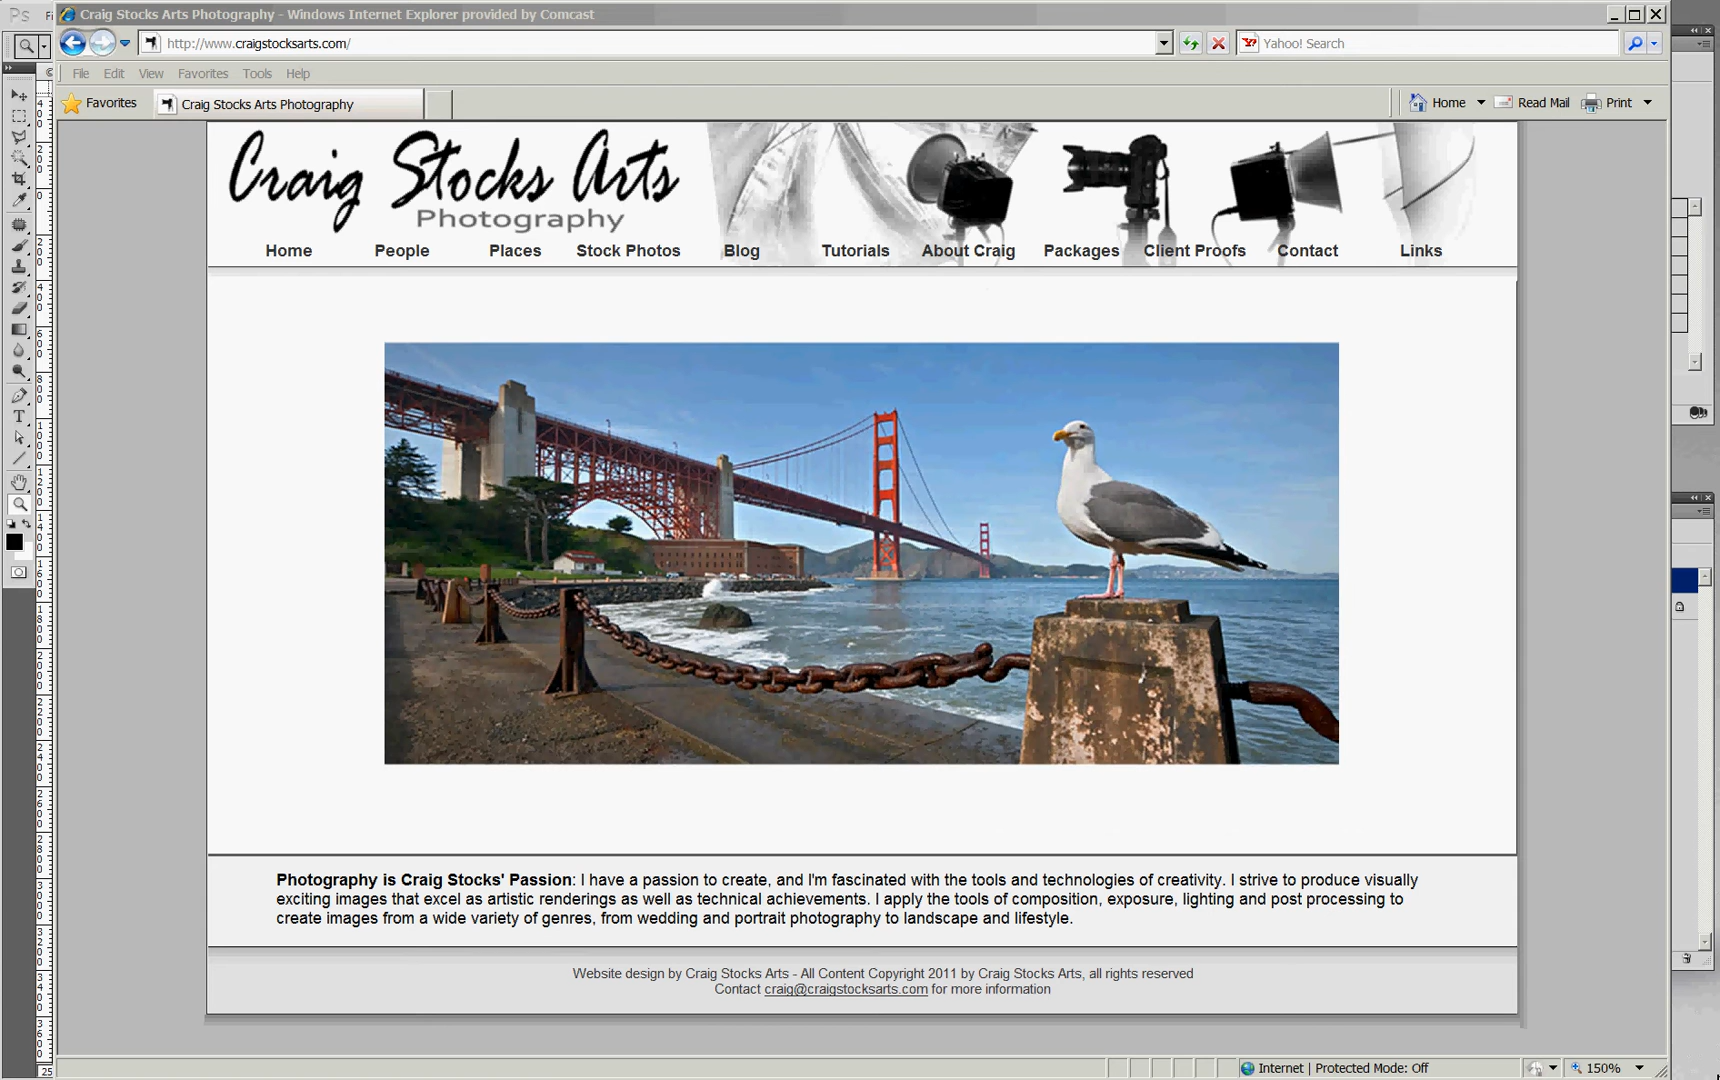 Ps
Fi
Craig Stocks Arts Photography - Windows Internet Explorer provided by Comcast
http://www.craigstocksarts.com/
Yahoo! Search
File Edit View Favorites Tools Help
Favorites
Craig Stocks Arts Photography
Home
Read Mail
Print
Craig Stocks Arts
Photography
Home People Places Stock Photos Blog Tutorials About Craig Packages Client Proofs Contact Links
Photography is Craig Stocks' Passion: I have a passion to create, and I'm fascinated with the tools and technologies of creativity. I strive to produce visually
exciting images that excel as artistic renderings as well as technical achievements. I apply the tools of composition, exposure, lighting and post processing to
create images from a wide variety of genres, from wedding and portrait photography to landscape and lifestyle.
Website design by Craig Stocks Arts - All Content Copyright 2011 by Craig Stocks Arts, all rights reserved
Contact craig@craigstocksarts.com for more information
Internet | Protected Mode: Off
150%
25